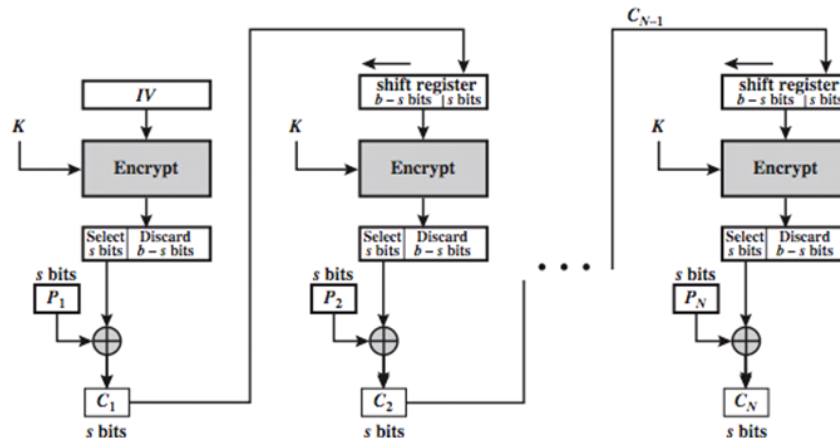 C_{N-1}
IV
shift register
b – s bits | s bits
shift register
b – s bits | s bits
K
K
K
Encrypt
Encrypt
Encrypt
Select
s bits
Discard
b – s bits
Select
s bits
Discard
b – s bits
Select
s bits
Discard
b – s bits
s bits
P_1
s bits
P_2
s bits
P_N
C_1
s bits
C_2
s bits
C_N
s bits